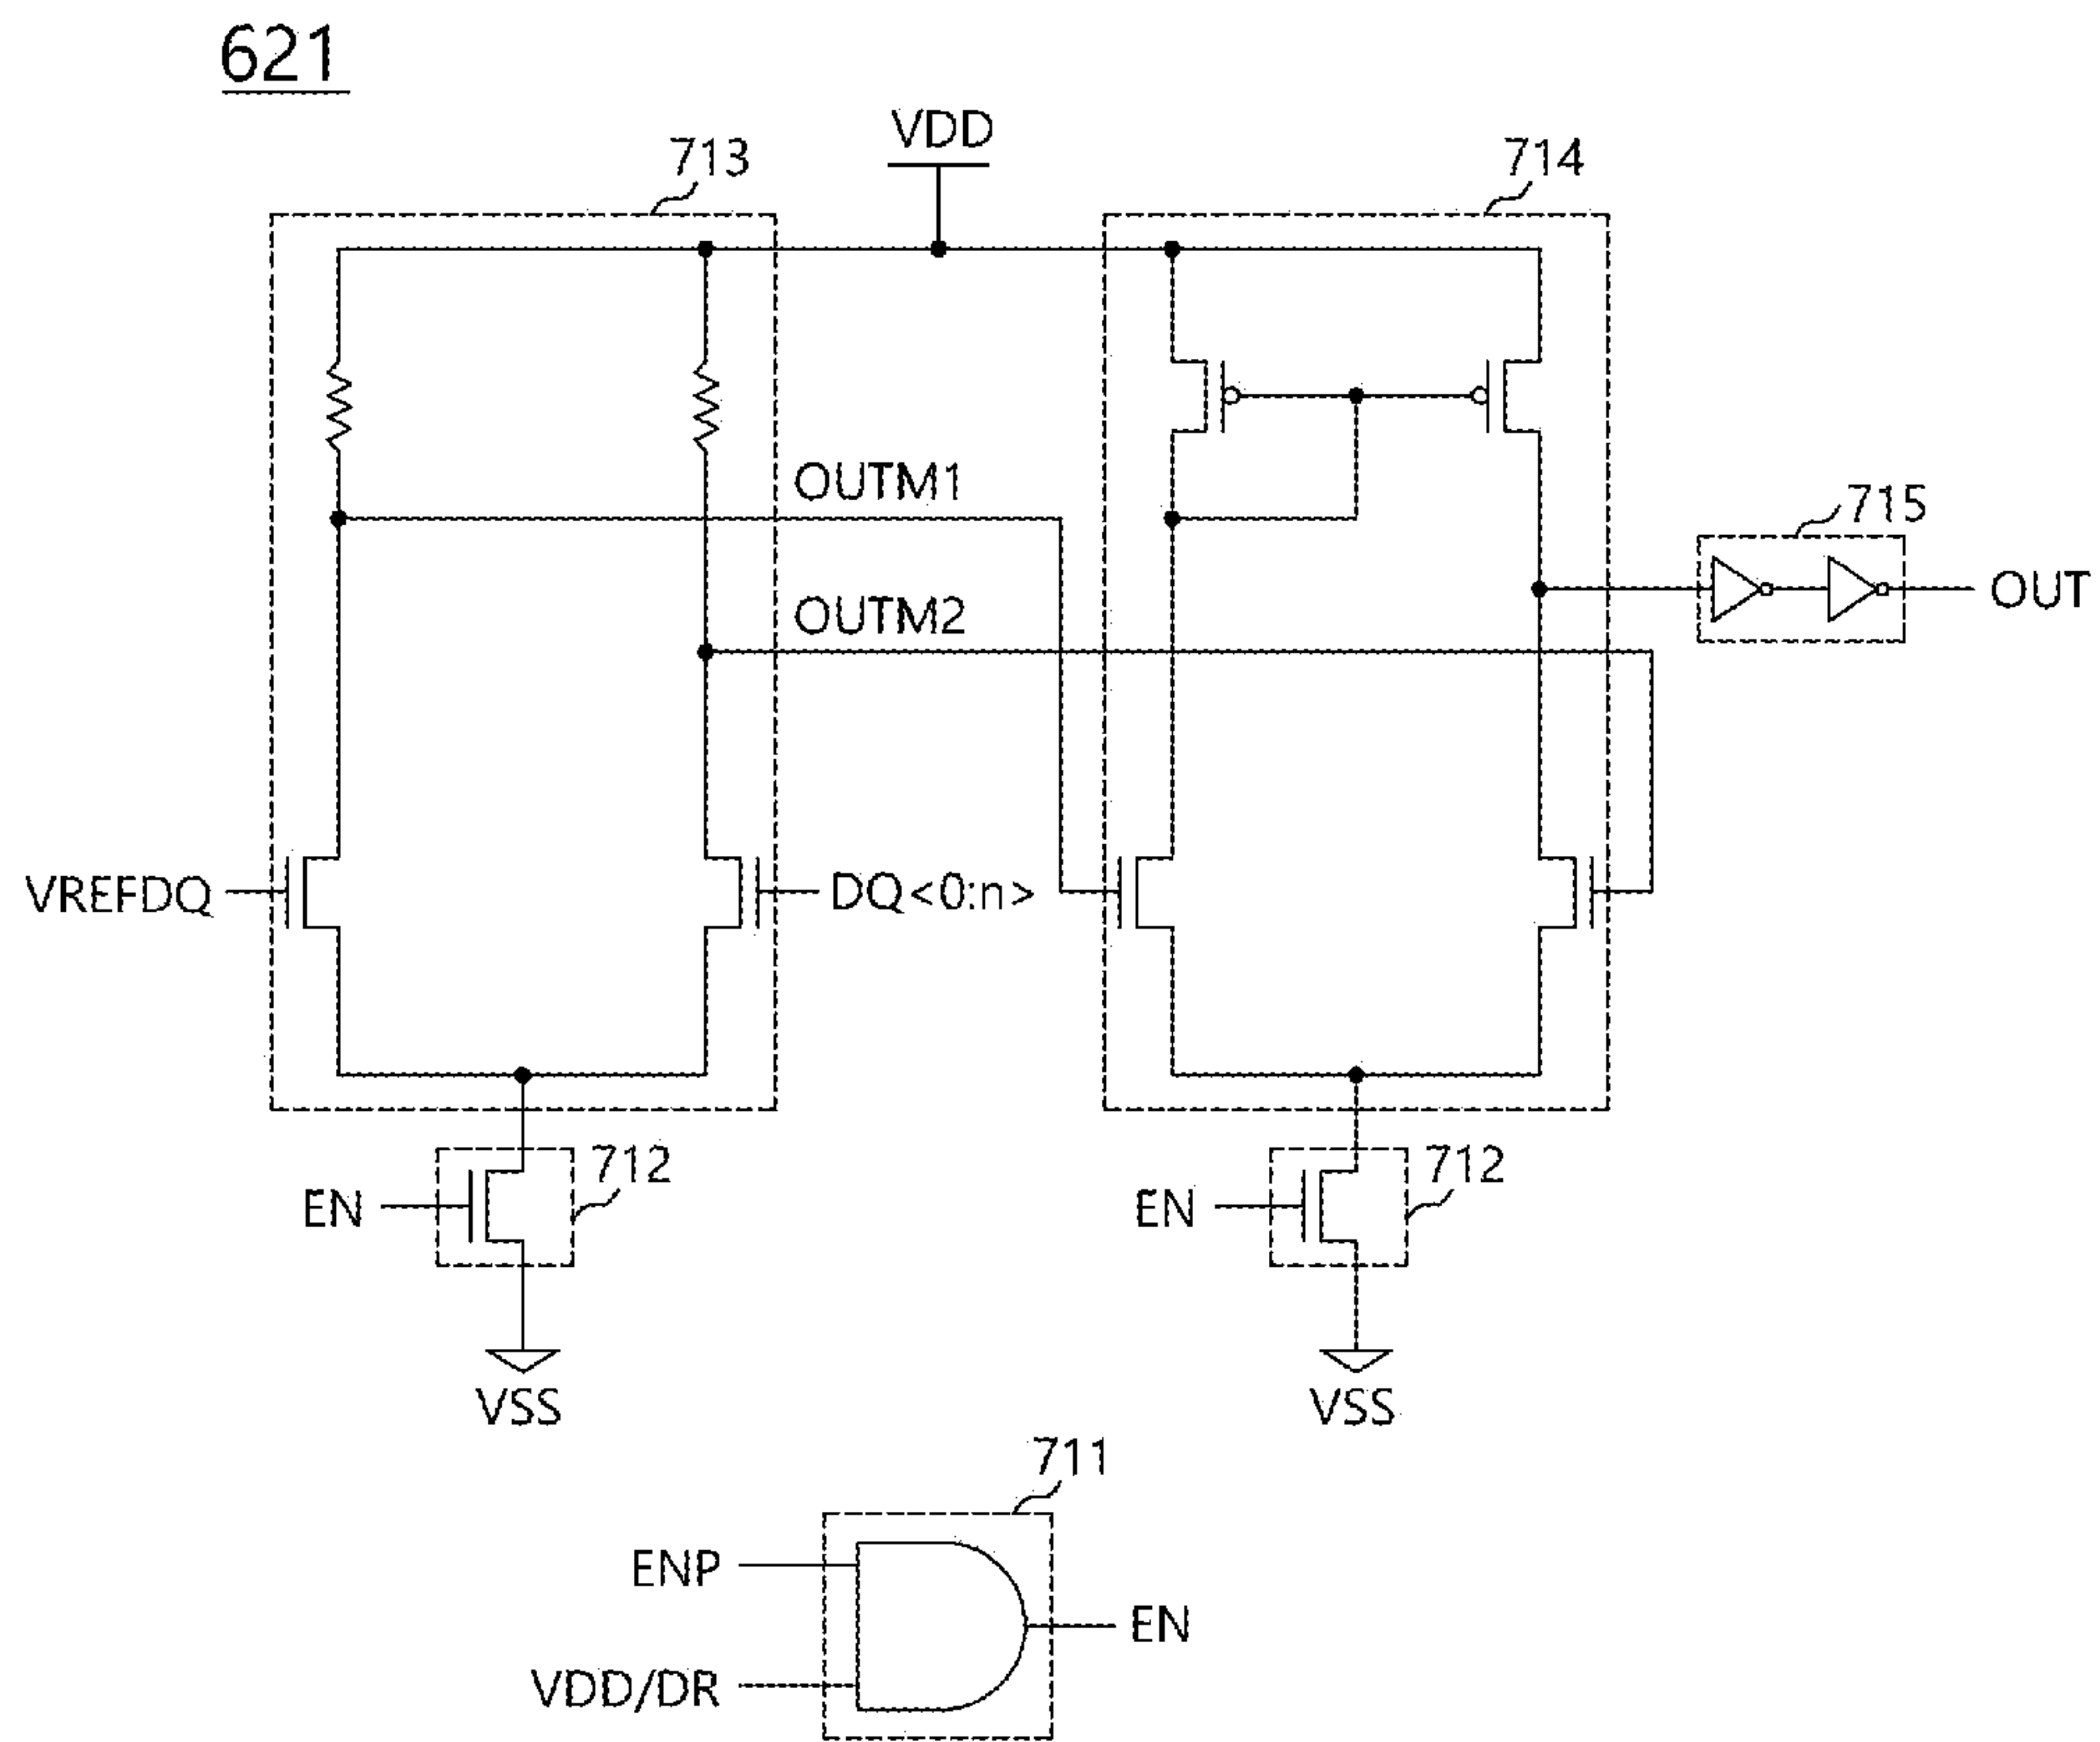 621
VDD
713
714
OUTM1
715
OUT
OUTM2
VREFDQ
DQ<0:n>
712
712
EN
EN
VSS
VSS
711
ENP
EN
VDD/DR